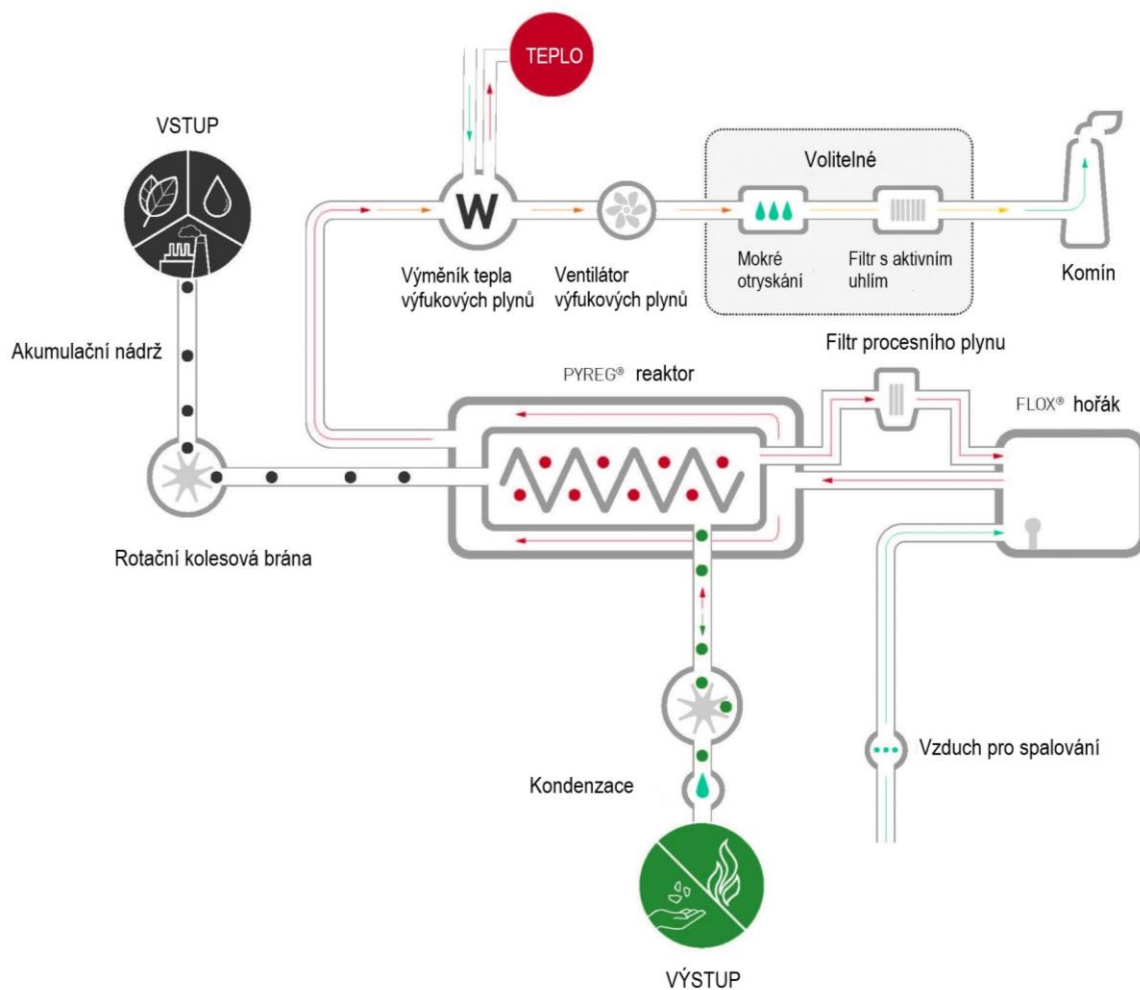 TEPLO
VSTUP
Volitelné
W
Výměník tepla
výfukových plynů
Ventilátor
výfukových plynů
Mokré
otryskání
Filtr s aktivním
uhlím
Komín
Akumulační nádrž
Filtr procesního plynu
PYREG® reaktor
FLOX® hořák
Rotační kolesová brána
Vzduch pro spalování
Kondenzace
VÝSTUP